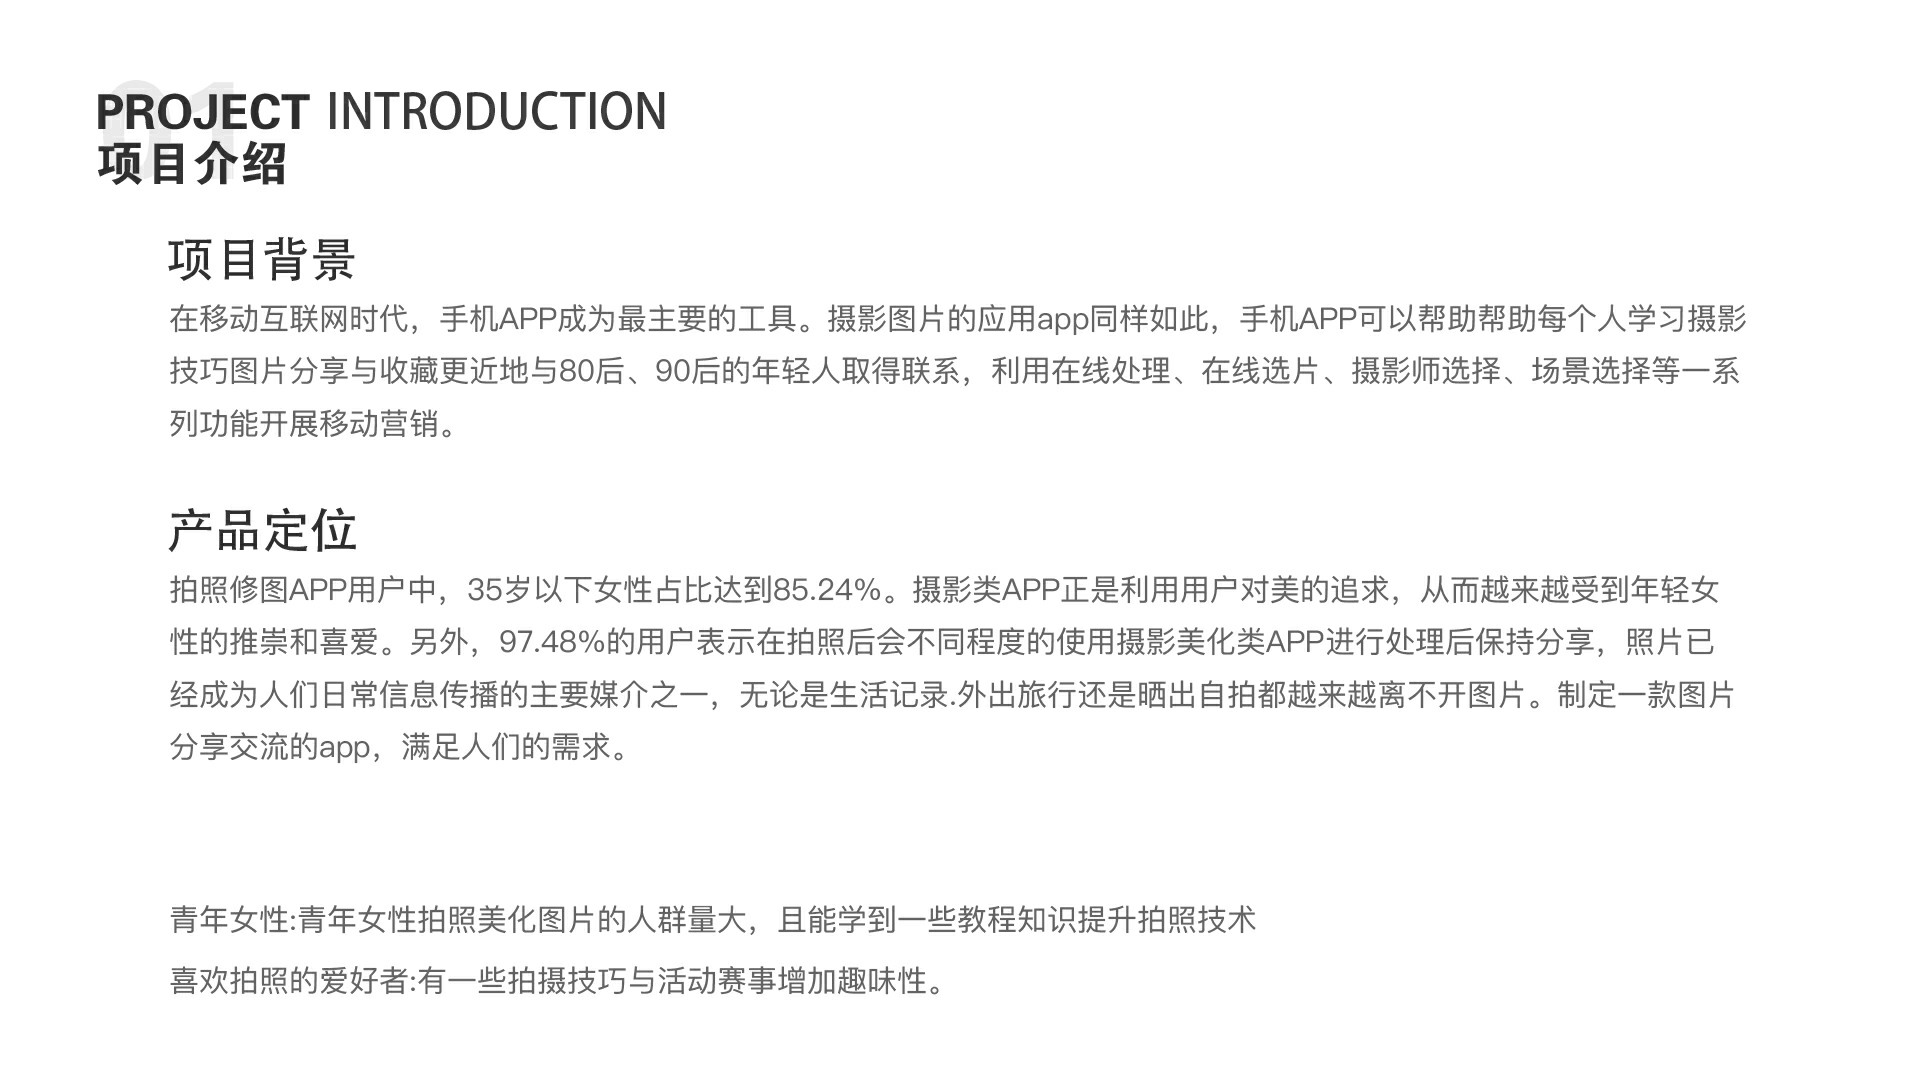 01
PROJECT INTRODUCTION
项目介绍
项目背景
在移动互联网时代，手机APP成为最主要的工具。摄影图片的应用app同样如此，手机APP可以帮助帮助每个人学习摄影
技巧图片分享与收藏更近地与80后、90后的年轻人取得联系，利用在线处理、在线选片、摄影师选择、场景选择等一系
列功能开展移动营销。
产品定位
拍照修图APP用户中，35岁以下女性占比达到85.24%。摄影类APP正是利用用户对美的追求，从而越来越受到年轻女
性的推崇和喜爱。另外，97.48%的用户表示在拍照后会不同程度的使用摄影美化类APP进行处理后保持分享，照片已
经成为人们日常信息传播的主要媒介之一，无论是生活记录.外出旅行还是晒出自拍都越来越离不开图片。制定一款图片
分享交流的app，满足人们的需求。
青年女性:青年女性拍照美化图片的人群量大，且能学到一些教程知识提升拍照技术
喜欢拍照的爱好者:有一些拍摄技巧与活动赛事增加趣味性。